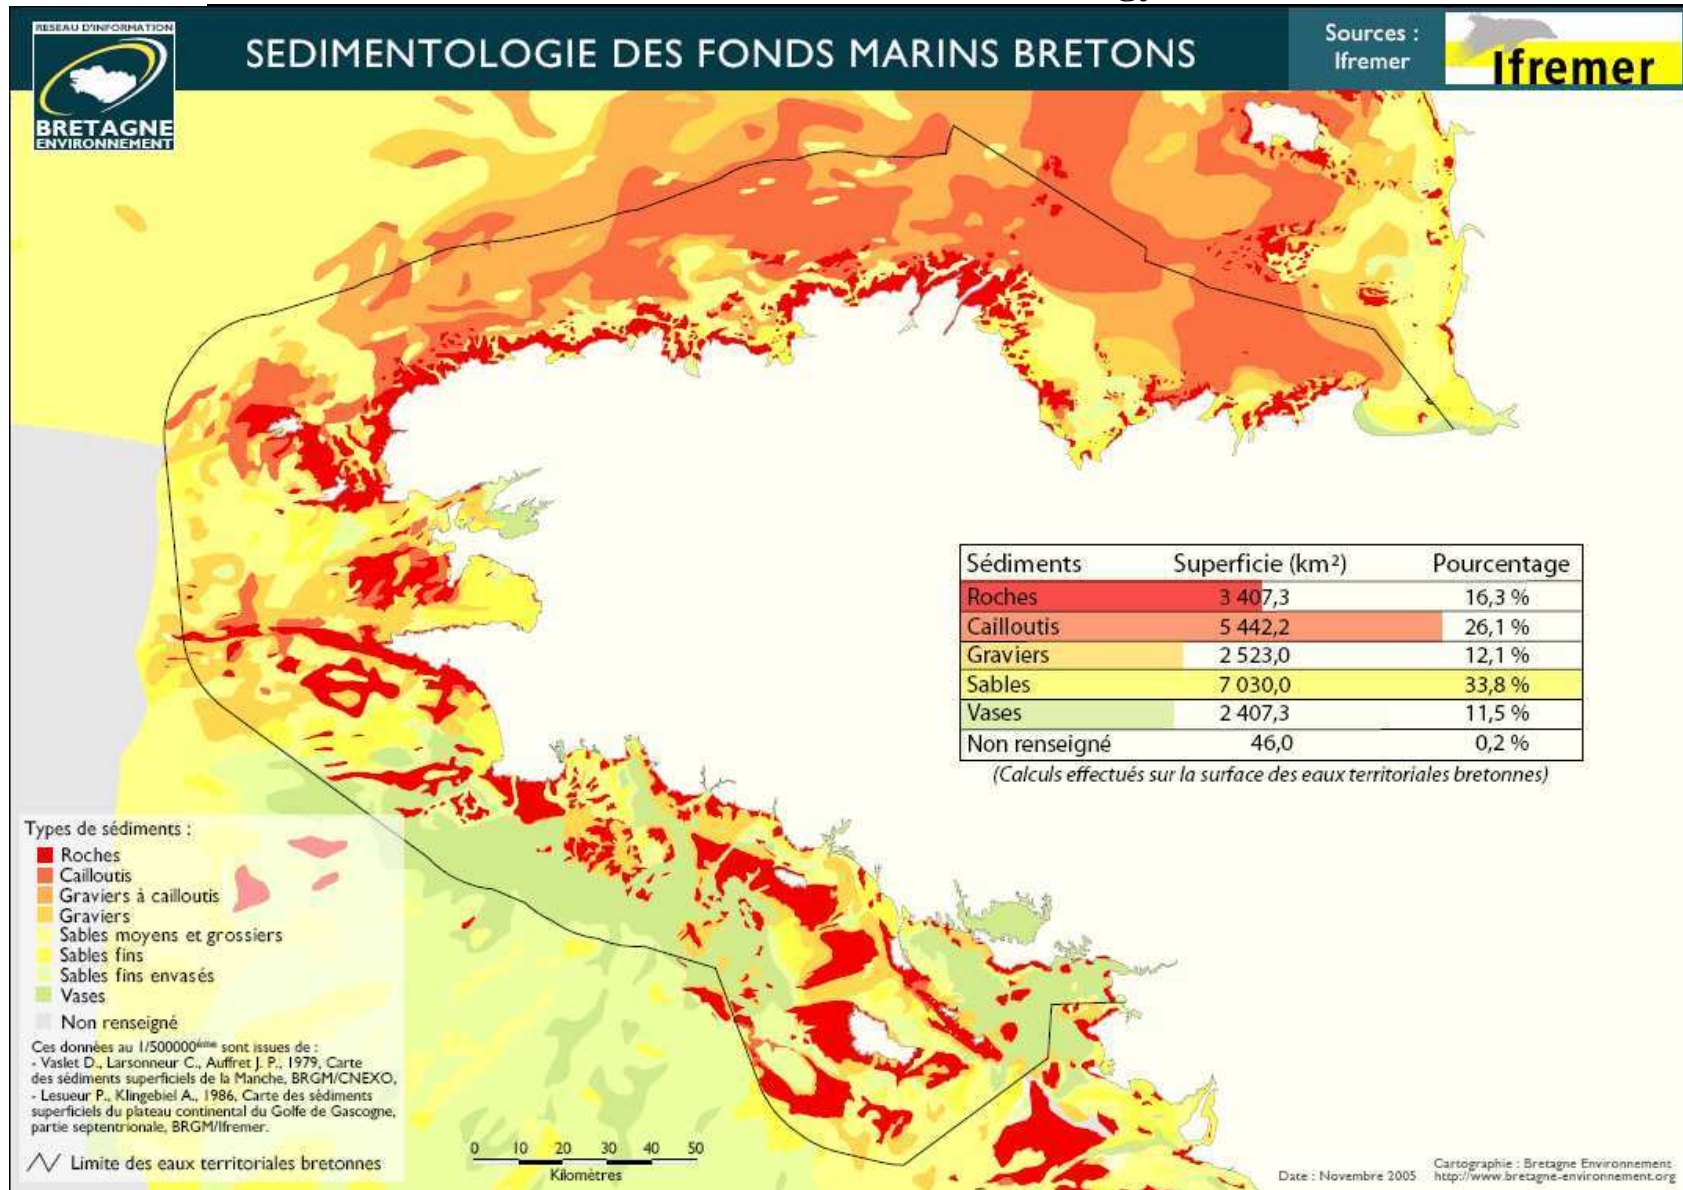 RESEAU D'INFORMATION
BRETAGNE
ENVIRONNEMENT
SEDIMENTOLOGIE DES FONDS MARINS BRETONS
Sources :
Ifremer
Ifremer
Sédiments Superficie (km²) Pourcentage
Roches 3 407,3 16,3 %
Cailloutis 5 442,2 26,1 %
Graviers 2 523,0 12,1 %
Sables 7 030,0 33,8 %
Vases 2 407,3 11,5 %
Non renseigné 46,0 0,2 %
(Calculs effectués sur la surface des eaux territoriales bretonnes)
Types de sédiments :
Roches
Cailloutis
Graviers à cailloutis
Graviers
Sables moyens et grossiers
Sables fins
Sables fins envasés
Vases
Non renseigné
Ces données au 1/500000ème sont issues de :
- Vaslet D., Larsonneur C., Auffret J. P., 1979, Carte
des sédiments superficiels de la Manche, BRGM/CNEXO,
- Lesueur P., Klingebiel A., 1986, Carte des sédiments
superficiels du plateau continental du Golfe de Gascogne,
partie septentrionale, BRGM/Ifremer.
Limite des eaux territoriales bretonnes
0 10 20 30 40 50
Kilomètres
Date : Novembre 2005
Cartographie : Bretagne Environnement
http://www.bretagne-environnement.org